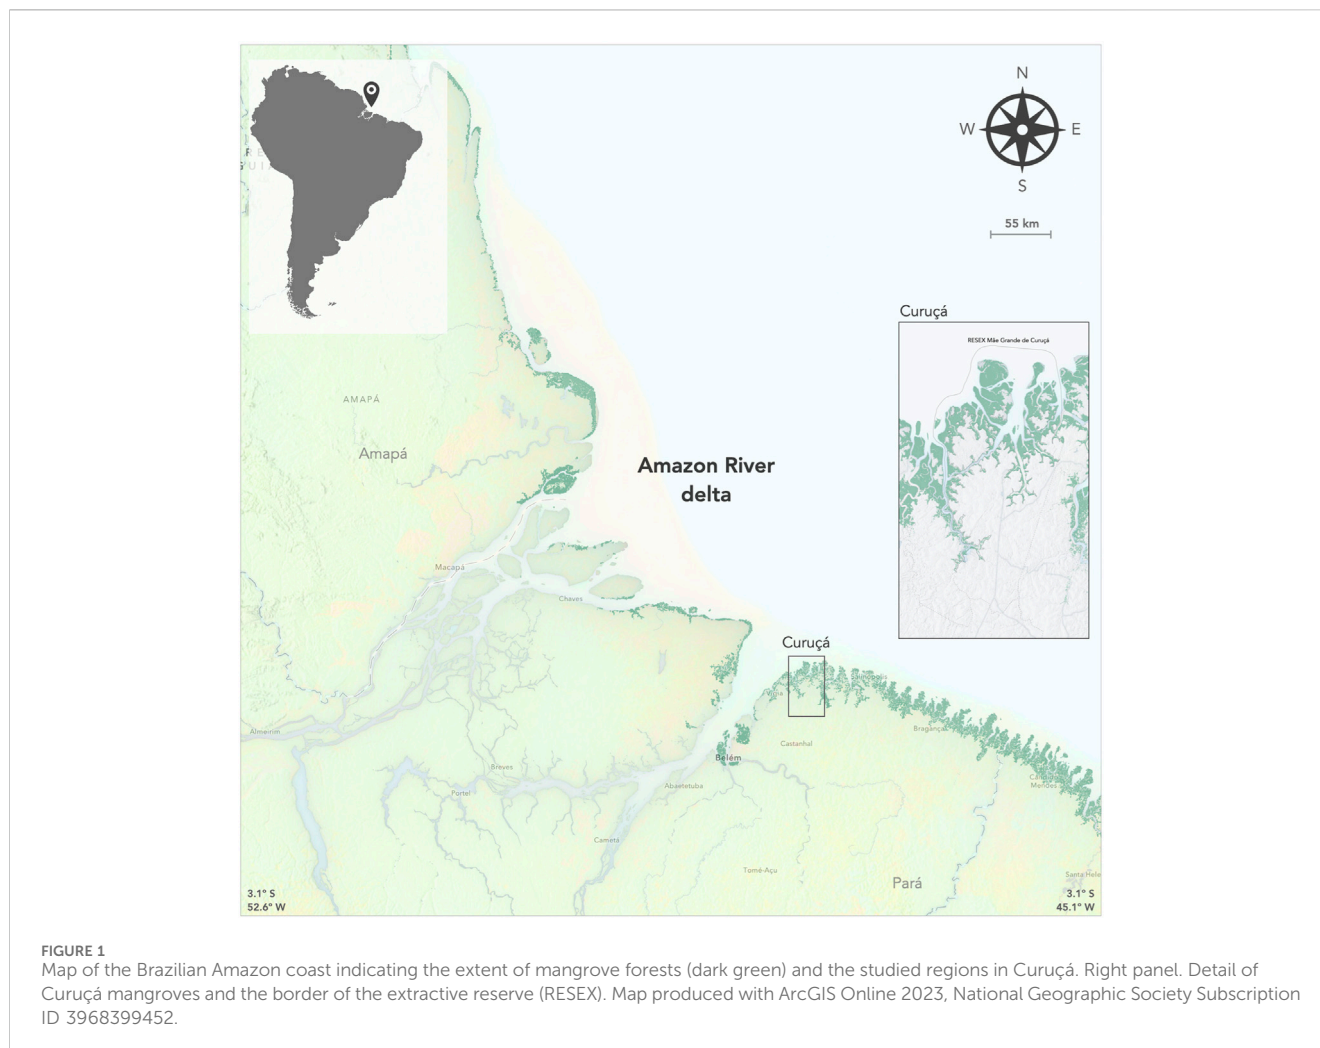 N
W
E
S
55 km
Curuçá
RESEX Mãe Grande de Curuçá
AMAPÁ
Amapá
Amazon River
delta
Macapá
Chaves
Curuçá
Bragança
Almeirim
Castanhal
Belém
Breves
Portel
Abaetetuba
Mendes
Cametá
Tomé-Açu
Santa Hele
Pará
3.1° S
52.6° W
3.1° S
45.1° W
FIGURE 1
Map of the Brazilian Amazon coast indicating the extent of mangrove forests (dark green) and the studied regions in Curuçá. Right panel. Detail of
Curuçá mangroves and the border of the extractive reserve (RESEX). Map produced with ArcGIS Online 2023, National Geographic Society Subscription
ID 3968399452.